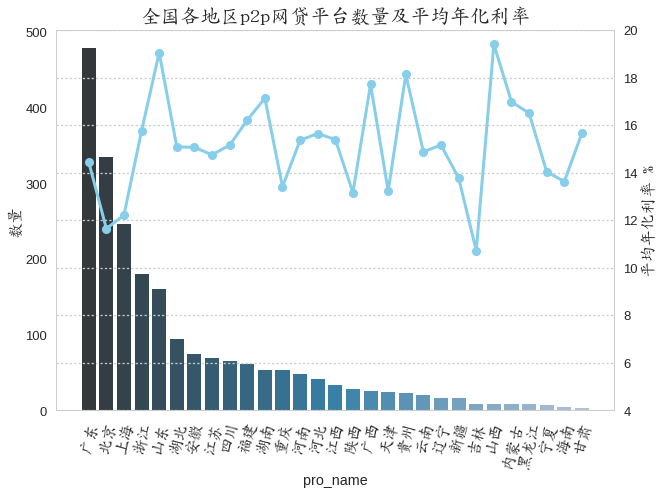 全国各地区p2p网贷平台数量及平均年化利率
500
400
300
200
100
0
数量
20
18
16
14
12
10
8
6
4
平均年化利率 %
广东
北京
上海
浙江
山东
湖北
安徽
江苏
四川
福建
湖南
重庆
河南
河北
江西
陕西
广西
天津
贵州
云南
辽宁
新疆
吉林
山西
内蒙古
黑龙江
宁夏
海南
甘肃
pro_name